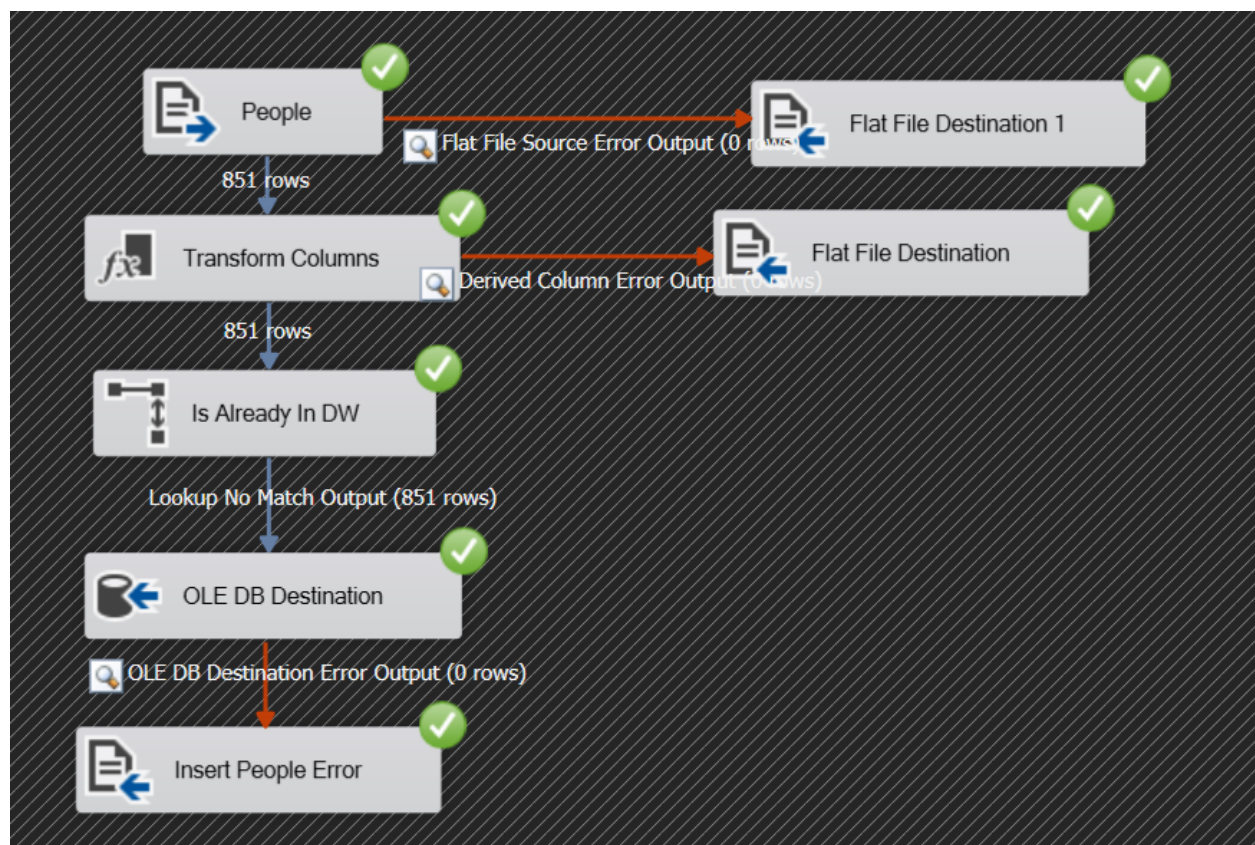 People
Flat File Destination 1
Flat File Source Error Output (0 rows)
851 rows
Transform Columns
Flat File Destination
Derived Column Error Output (0 rows)
851 rows
Is Already In DW
Lookup No Match Output (851 rows)
OLE DB Destination
OLE DB Destination Error Output (0 rows)
Insert People Error